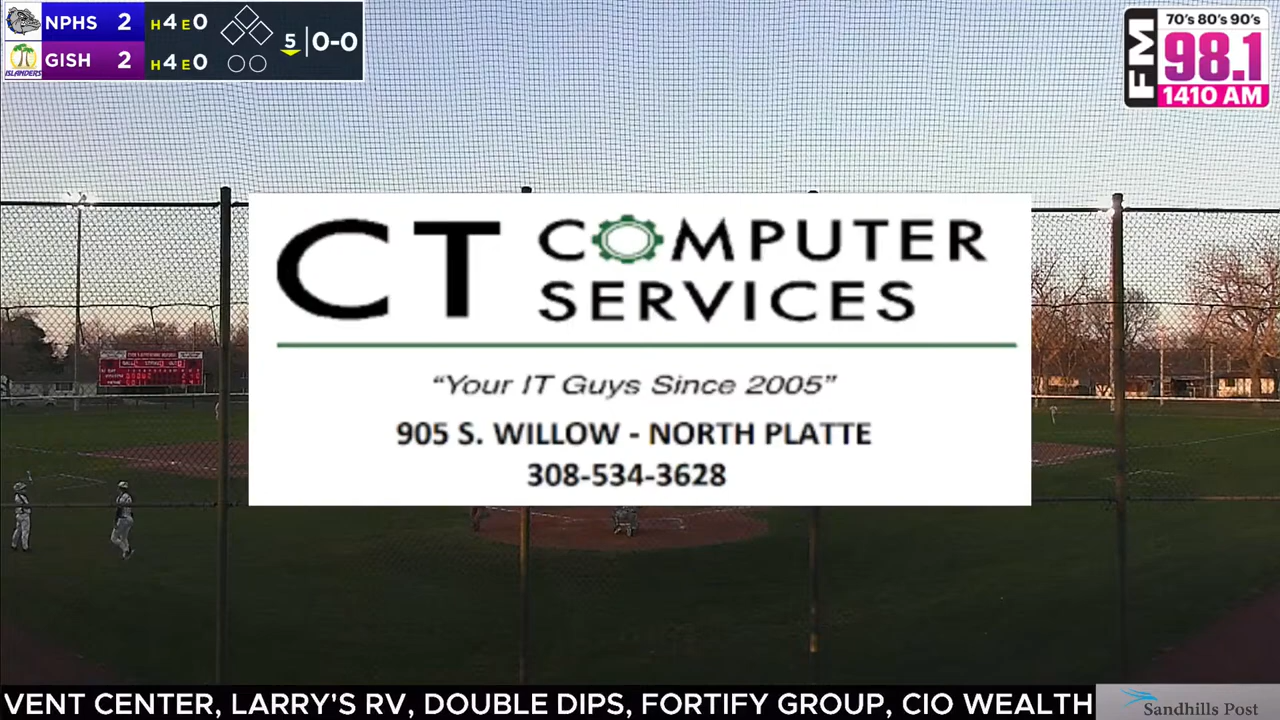 NPHS 2 H4 E0
5 0-0
ISLANDERS GISH 2 H4 E0
FM 70's 80's 90's
98.1
1410 AM
CT COMPUTER
SERVICES
“Your IT Guys Since 2005”
905 S. WILLOW - NORTH PLATTE
308-534-3628
VENT CENTER, LARRY'S RV, DOUBLE DIPS, FORTIFY GROUP, CIO WEALTH
Sandhills Post